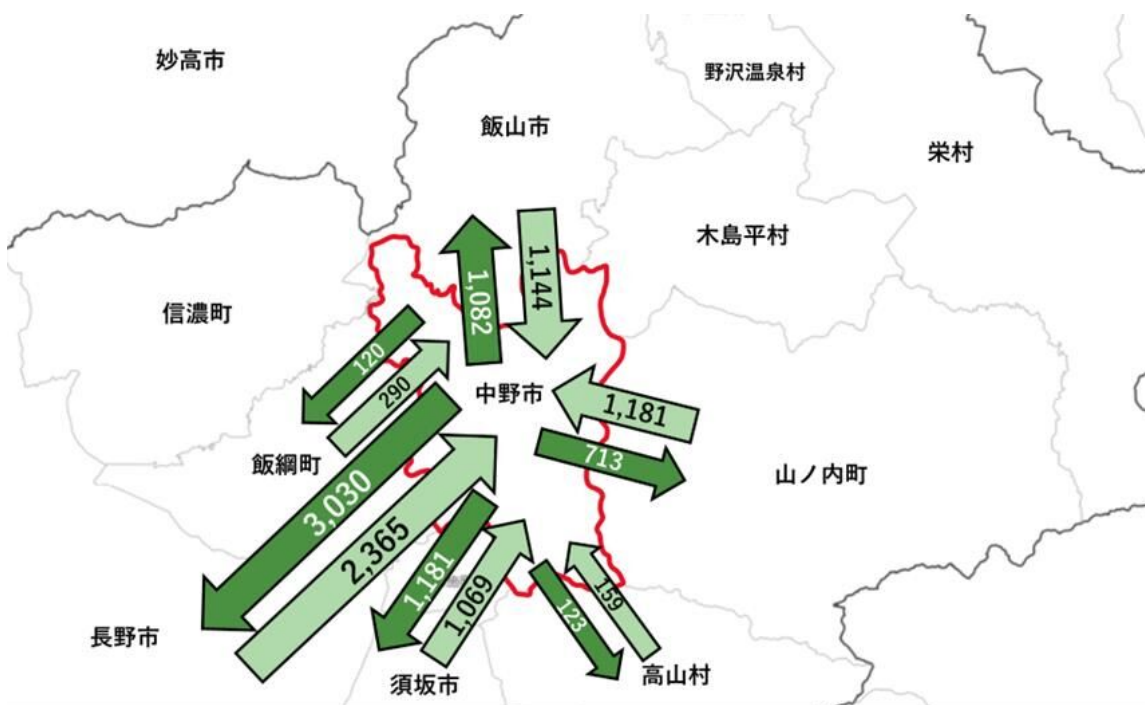 妙高市
野沢温泉村
飯山市
栄村
木島平村
信濃町
1,082
1,144
120
290
中野市
1,181
713
飯綱町
山ノ内町
3,030
2,365
1,181
1,069
123
159
長野市
須坂市
高山村